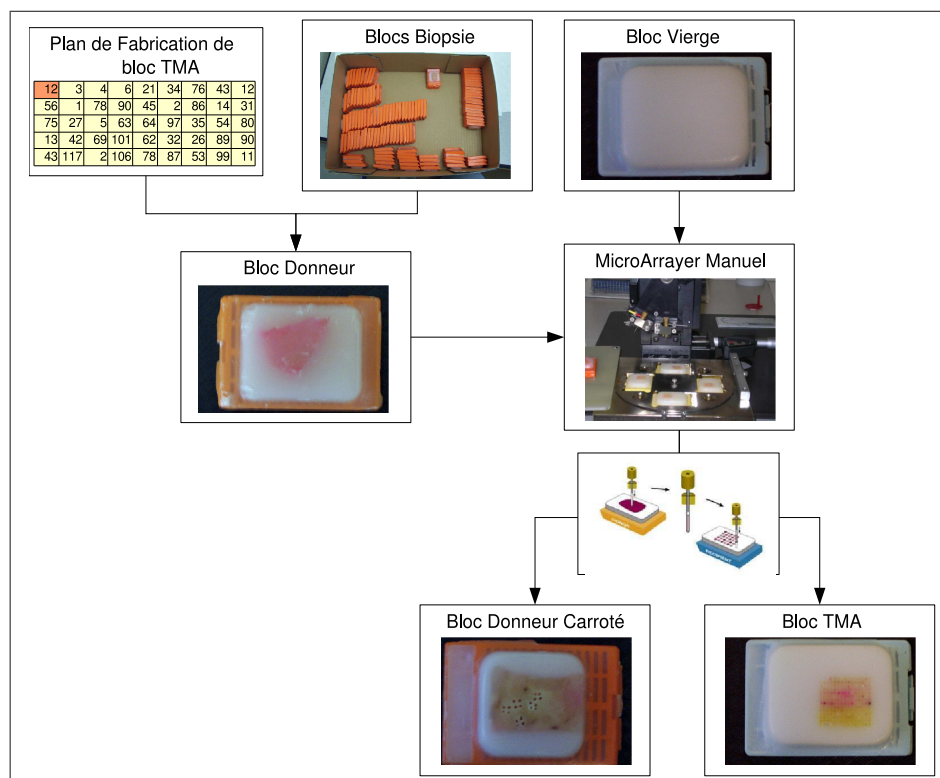 Plan de Fabrication de
bloc TMA
12 3 4 6 21 34 76 43 12
56 1 78 90 45 2 86 14 31
75 27 5 63 64 97 35 54 80
13 42 69 101 62 32 26 89 90
43 117 2 106 78 87 53 99 11
Blocs Biopsie
Bloc Vierge
Bloc Donneur
MicroArrayer Manuel
RECIPIENT
Bloc Donneur Carroté
Bloc TMA